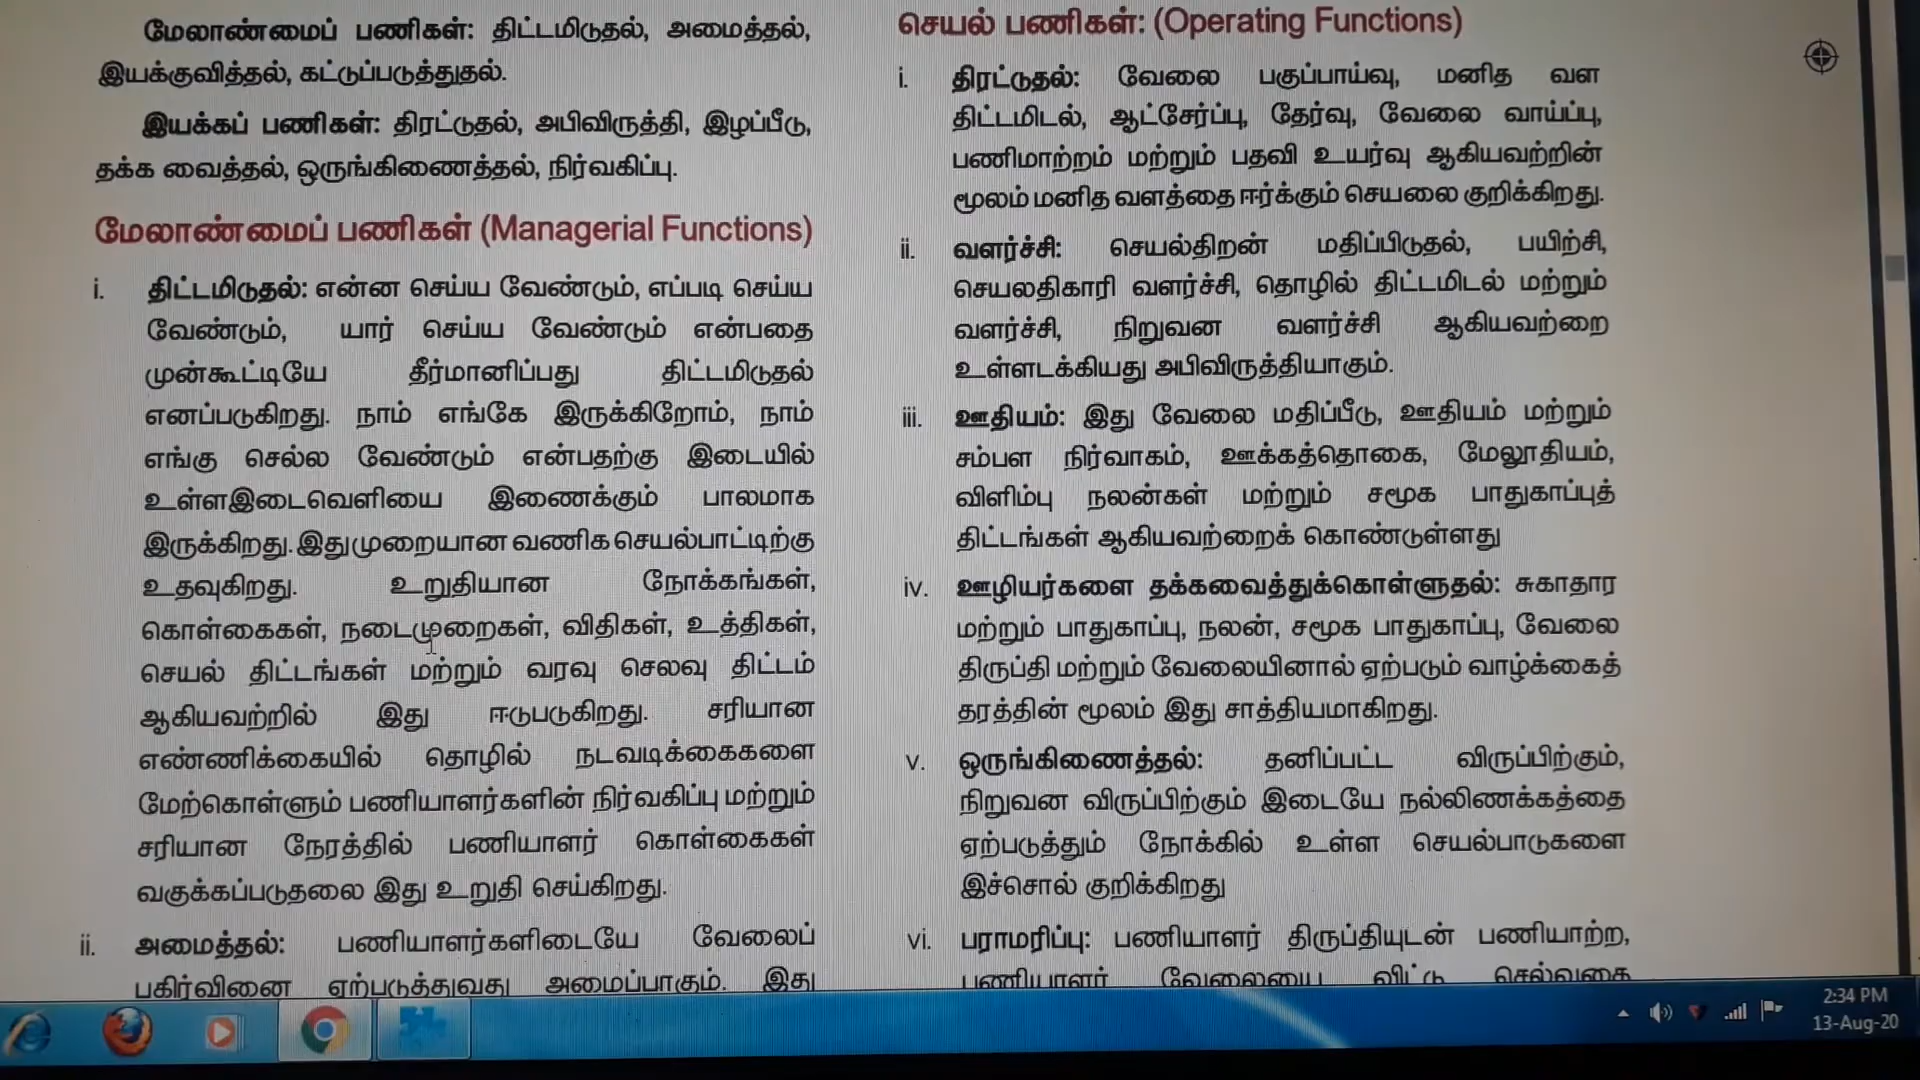 மேலாண்மைப் பணிகள்: திட்டமிடுதல், அமைத்தல்,
இயக்குவித்தல், கட்டுப்படுத்துதல்.
இயக்கப் பணிகள்: திரட்டுதல், அபிவிருத்தி, இழப்பீடு,
தக்க வைத்தல், ஒருங்கிணைத்தல், நிர்வகிப்பு.
மேலாண்மைப் பணிகள் (Managerial Functions)
i. திட்டமிடுதல்: என்ன செய்ய வேண்டும், எப்படி செய்ய
வேண்டும், யார் செய்ய வேண்டும் என்பதை
முன்கூட்டியே தீர்மானிப்பது திட்டமிடுதல்
எனப்படுகிறது. நாம் எங்கே இருக்கிறோம், நாம்
எங்கு செல்ல வேண்டும் என்பதற்கு இடையில்
உள்ளஇடைவெளியை இணைக்கும் பாலமாக
இருக்கிறது.இதுமுறையான வணிக செயல்பாட்டிற்கு
உதவுகிறது. உறுதியான நோக்கங்கள்,
கொள்கைகள், நடைமுறைகள், விதிகள், உத்திகள்,
செயல் திட்டங்கள் மற்றும் வரவு செலவு திட்டம்
ஆகியவற்றில் இது ஈடுபடுகிறது. சரியான
எண்ணிக்கையில் தொழில் நடவடிக்கைகளை
மேற்கொள்ளும் பணியாளர்களின் நிர்வகிப்பு மற்றும்
சரியான நேரத்தில் பணியாளர் கொள்கைகள்
வகுக்கப்படுதலை இது உறுதி செய்கிறது.
ii. அமைத்தல்: பணியாளர்களிடையே வேலைப்
பகிர்வினை ஏற்படுத்துவது அமைப்பாகும். இது
செயல் பணிகள்: (Operating Functions)
i. திரட்டுதல்: வேலை பகுப்பாய்வு, மனித வள
திட்டமிடல், ஆட்சேர்ப்பு, தேர்வு, வேலை வாய்ப்பு,
பணிமாற்றம் மற்றும் பதவி உயர்வு ஆகியவற்றின்
மூலம் மனித வளத்தை ஈர்க்கும் செயலை குறிக்கிறது.
ii. வளர்ச்சி: செயல்திறன் மதிப்பிடுதல், பயிற்சி,
செயலதிகாரி வளர்ச்சி, தொழில் திட்டமிடல் மற்றும்
வளர்ச்சி, நிறுவன வளர்ச்சி ஆகியவற்றை
உள்ளடக்கியது அபிவிருத்தியாகும்.
iii. ஊதியம்: இது வேலை மதிப்பீடு, ஊதியம் மற்றும்
சம்பள நிர்வாகம், ஊக்கத்தொகை, மேலூதியம்,
விளிம்பு நலன்கள் மற்றும் சமூக பாதுகாப்புத்
திட்டங்கள் ஆகியவற்றைக் கொண்டுள்ளது
iv. ஊழியர்களை தக்கவைத்துக்கொள்ளுதல்: சுகாதார
மற்றும் பாதுகாப்பு, நலன், சமூக பாதுகாப்பு, வேலை
திருப்தி மற்றும் வேலையினால் ஏற்படும் வாழ்க்கைத்
தரத்தின் மூலம் இது சாத்தியமாகிறது.
v. ஒருங்கிணைத்தல்: தனிப்பட்ட விருப்பிற்கும்,
நிறுவன விருப்பிற்கும் இடையே நல்லிணக்கத்தை
ஏற்படுத்தும் நோக்கில் உள்ள செயல்பாடுகளை
இச்சொல் குறிக்கிறது
vi. பராமரிப்பு: பணியாளர் திருப்தியுடன் பணியாற்ற,
பணியாளர் வேலையை விட்டு செல்வதை
2:34 PM
13-Aug-20